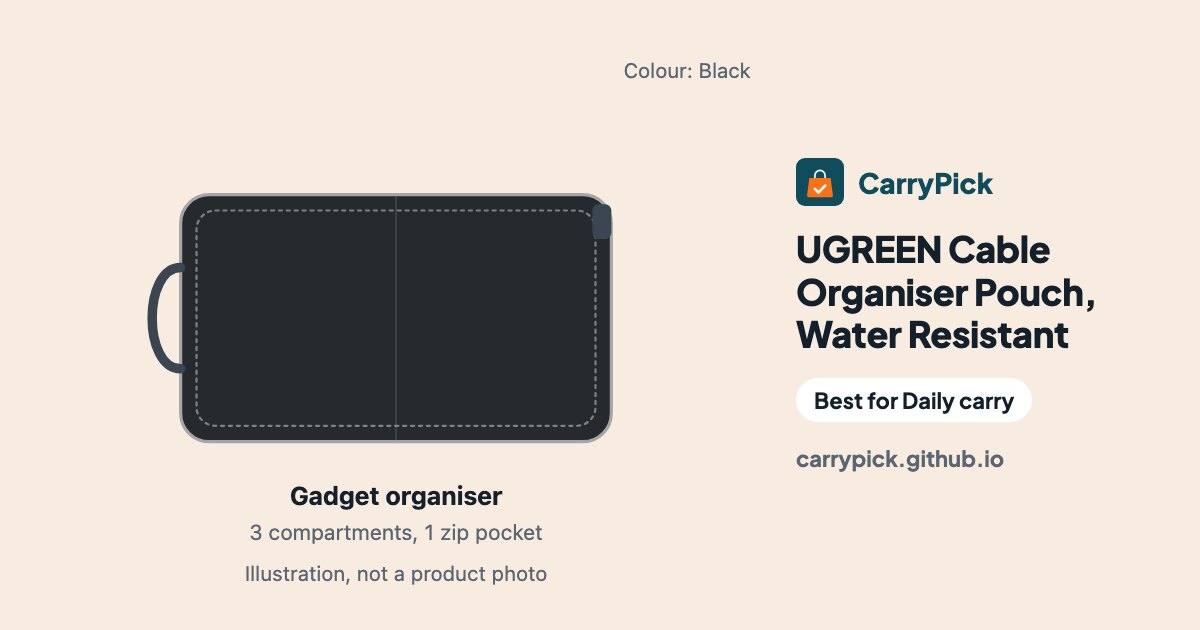 Colour: Black
CarryPick
UGREEN Cable
Organiser Pouch,
Water Resistant
Best for Daily carry
carrypick.github.io
Gadget organiser
3 compartments, 1 zip pocket
Illustration, not a product photo